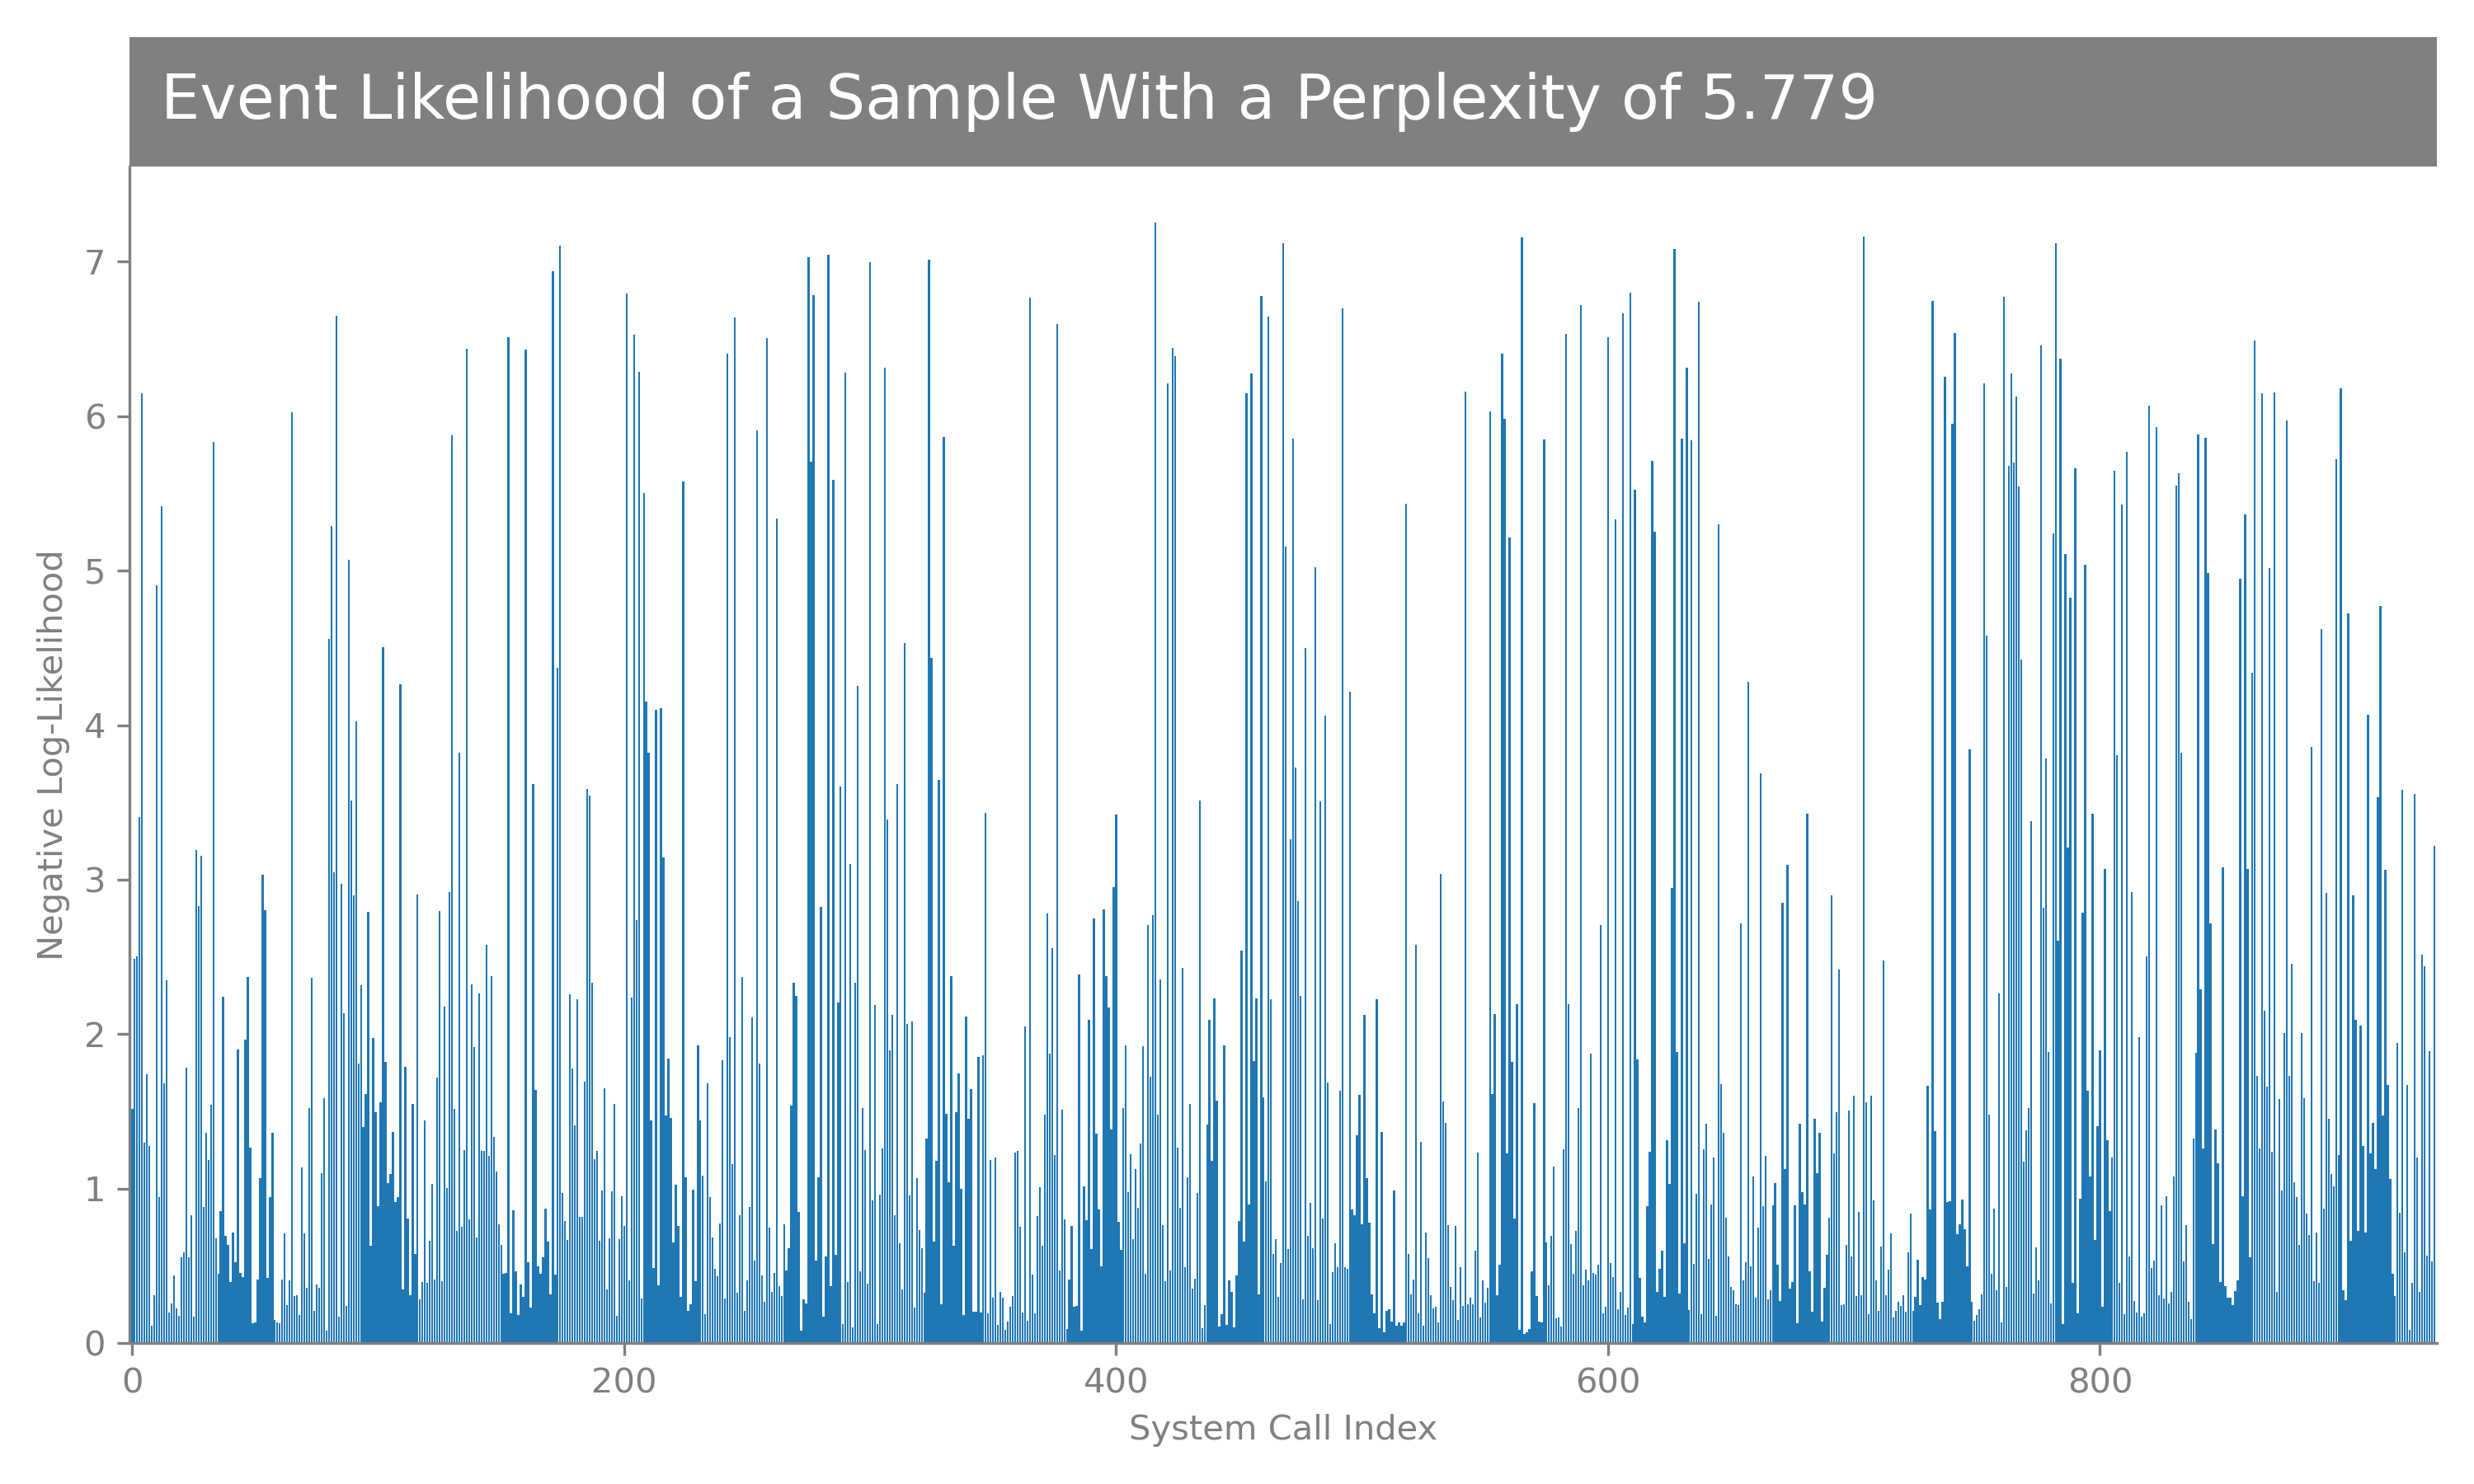 Event Likelihood of a Sample With a Perplexity of 5.779
7
6
5
4
3
2
1
0
Negative Log-Likelihood
0 200 400 600 800
System Call Index